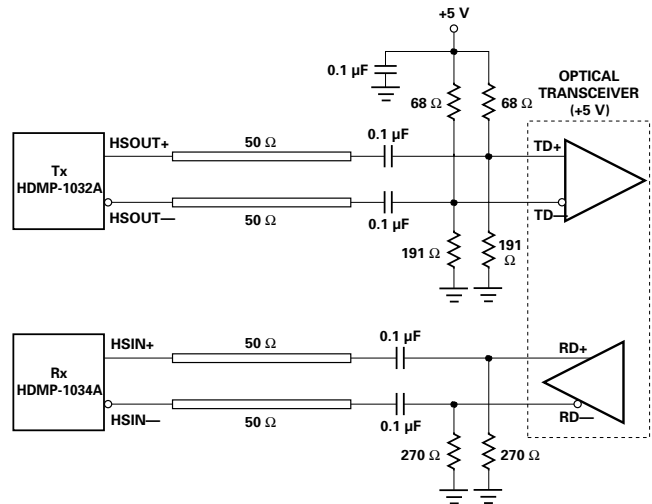 +5 V
0.1 µF
68 Ω
68 Ω
OPTICAL
TRANSCEIVER
(+5 V)
Tx
HDMP-1032A
HSOUT+
50 Ω
0.1 µF
TD+
HSOUT—
50 Ω
0.1 µF
TD—
191 Ω
191
Ω
Rx
HDMP-1034A
HSIN+
50 Ω
0.1 µF
RD+
HSIN—
50 Ω
0.1 µF
RD—
270 Ω
270 Ω